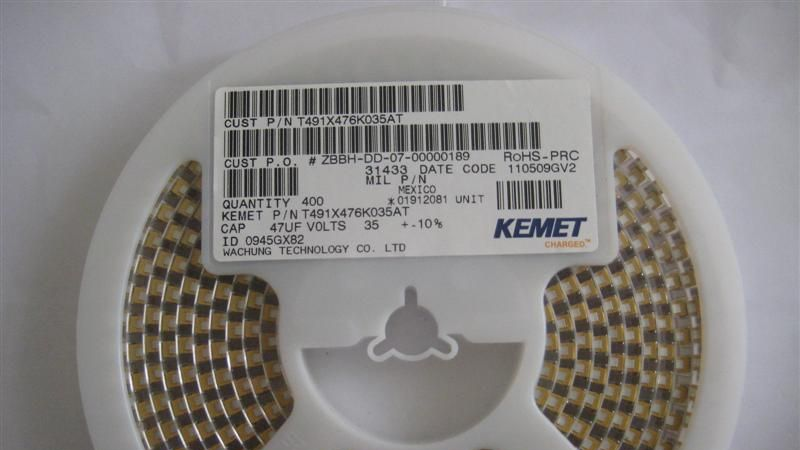 CUST P/N T491X476K035AT
CUST P.O. # ZBBH-DD-07-00000189 RoHS-PRC
31433 DATE CODE 110509GV2
MIL P/N
MEXICO
QUANTITY 400 *01912081 UNIT
KEMET P/N T491X476K035AT
CAP 47UF VOLTS 35 +-10%
ID 0945GX82
WACHUNG TECHNOLOGY CO. LTD
KEMET
CHARGED.™